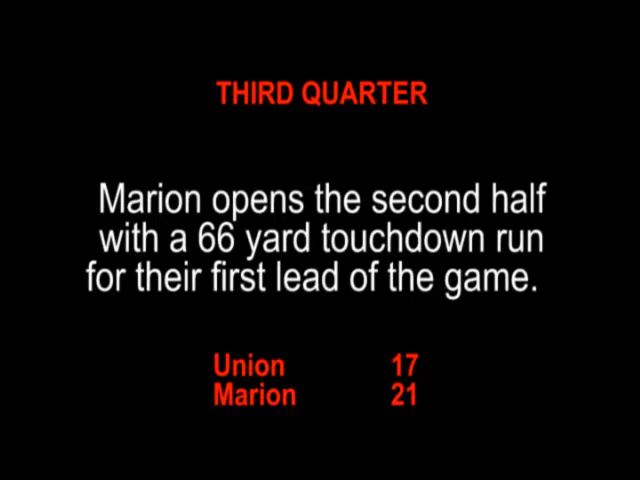 THIRD QUARTER
Marion opens the second half
with a 66 yard touchdown run
for their first lead of the game.
Union 17
Marion 21